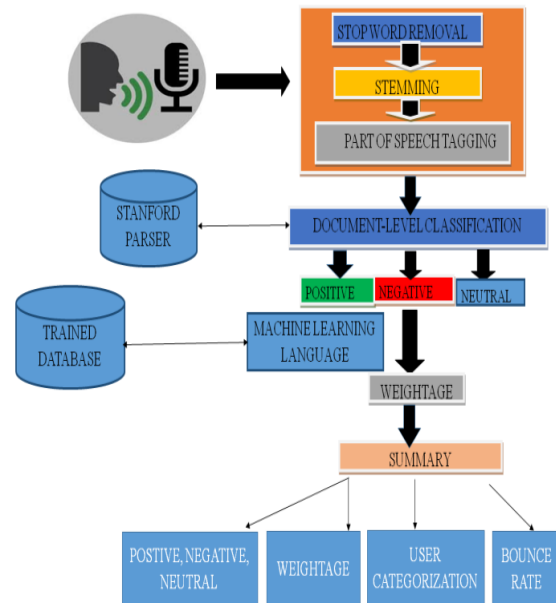 STOP WORD REMOVAL
STEMMING
PART OF SPEECH TAGGING
STANFORD
PARSER
DOCUMENT-LEVEL CLASSIFICATION
POSITIVE
NEGATIVE
NEUTRAL
TRAINED
DATABASE
MACHINE LEARNING
LANGUAGE
WEIGHTAGE
SUMMARY
POSTIVE, NEGATIVE,
NEUTRAL
WEIGHTAGE
USER
CATEGORIZATION
BOUNCE
RATE